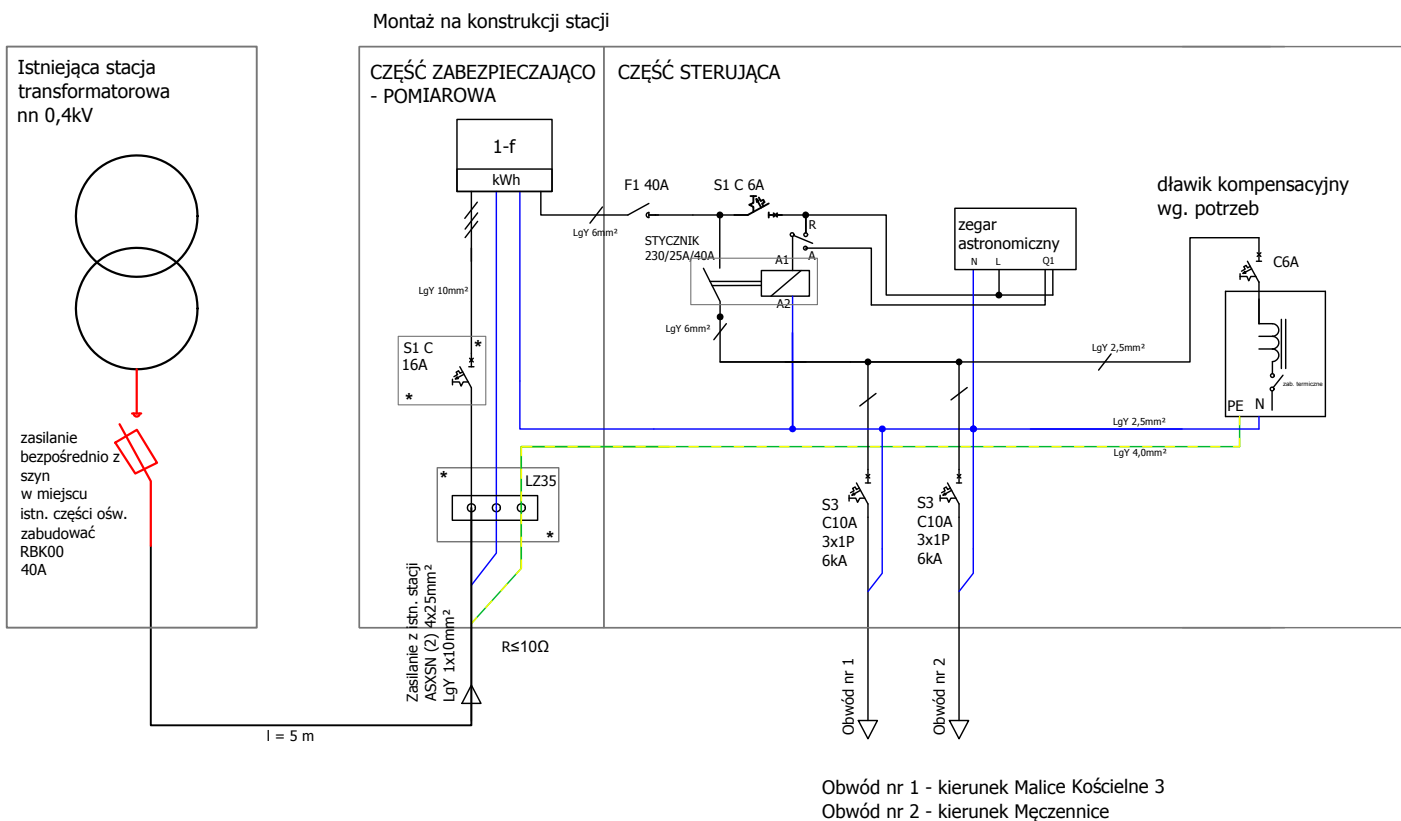 Montaż na konstrukcji stacji
Istniejąca stacja
transformatorowa
nn 0,4kV
zasilanie
bezpośrednio z
szyn
w miejscu
istn. części ośw.
zabudować
RBK00
40A
l = 5 m
CZĘŚĆ ZABEZPIECZAJĄCO
- POMIAROWA
1-f
kWh
LgY 10mm²
S1 C
16A
*
*
*
LZ35
*
Zasilanie z istn. stacji
ASXSN (2) 4x25mm²
LgY 1x10mm²
R≤10Ω
CZĘŚĆ STERUJĄCA
LgY 6mm²
F1 40A
S1 C 6A
STYCZNIK
230/25A/40A
R
A
A1
A2
LgY 6mm²
zegar
astronomiczny
N L Q1
dławik kompensacyjny
wg. potrzeb
C6A
zab. termiczne
PE N
LgY 2,5mm²
LgY 2,5mm²
LgY 4,0mm²
S3
C10A
3x1P
6kA
S3
C10A
3x1P
6kA
Obwód nr 1
Obwód nr 2
Obwód nr 1 - kierunek Malice Kościelne 3
Obwód nr 2 - kierunek Męczennice